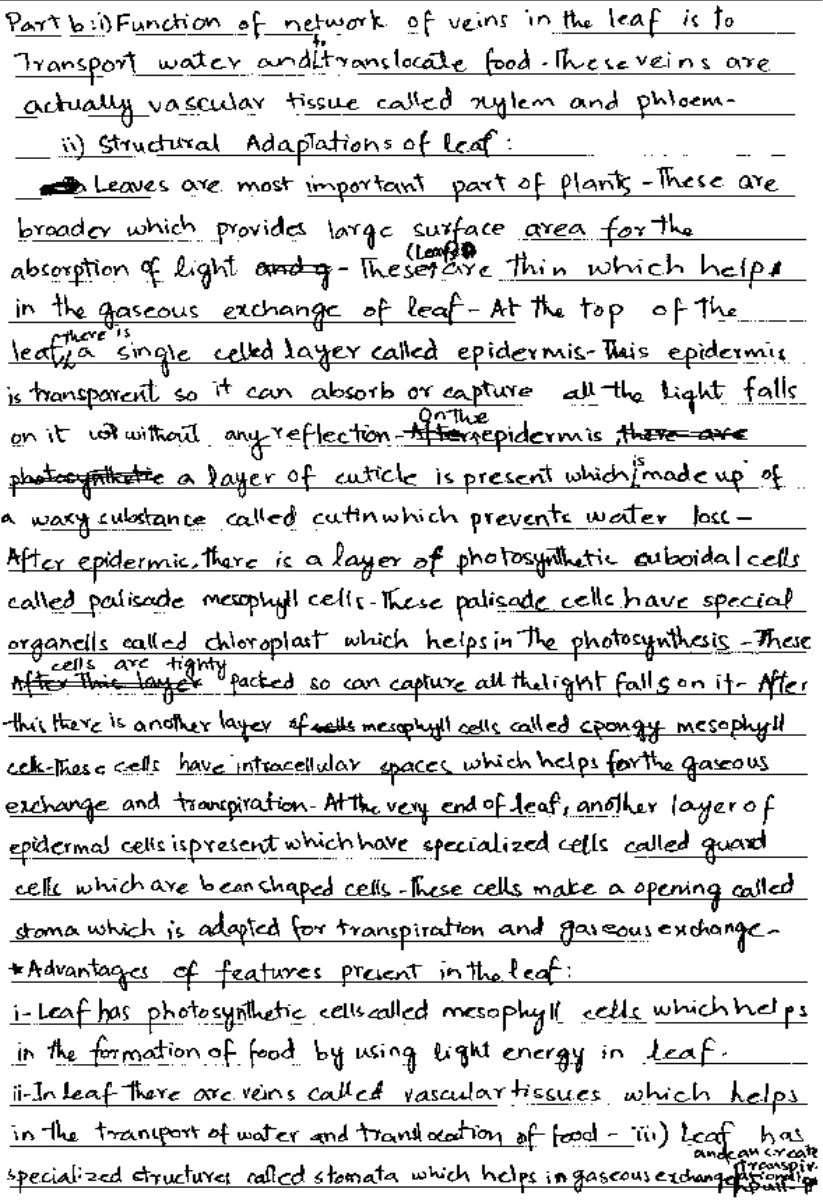 Part b:i) Function of network of veins in the leaf is to
Transport water and to translocate food - These veins are
actually vascular tissue called xylem and phloem-
ii) Structural Adaptations of leaf:
Leaves are most important part of plants - These are
broader which provides large surface area for the
absorption of light and g - These (Leaf) are thin which helps
in the gaseous exchange of leaf - At the top of the
leaf, there is a single celled layer called epidermis - This epidermis
is transparent so it can absorb or capture all the light falls
on it without any reflection - After On the epidermis, there are
photosynthetic a layer of cuticle is present which is made up of
a waxy substance called cutin which prevents water loss -
After epidermic, there is a layer of photosynthetic cuboidal cells
called palisade mesophyll cells - These palisade cells have special
organells called chloroplast which helps in the photosynthesis - These
After this layer cells are tighty packed so can capture all the light falls on it - After
this there is another layer of cells mesophyll cells called spongy mesophyll
cells - These cells have intracellular spaces which helps for the gaseous
exchange and transpiration - At the very end of leaf, another layer of
epidermal cells is present which have specialized cells called guard
cells which are bean shaped cells - These cells make a opening called
stoma which is adapted for transpiration and gaseous exchange -
* Advantages of features present in the leaf:
i - Leaf has photosynthetic cells called mesophyll cells which helps
in the formation of food by using light energy in leaf.
ii - In leaf there are veins called vascular tissues which helps
in the transport of water and translocation of food - iii) Leaf has
specialized structures called stomata which helps in gaseous exchange and can create transpirational pull -